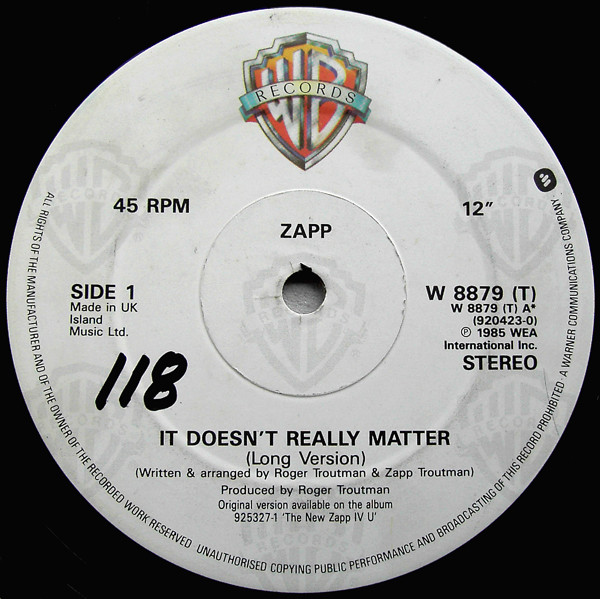 WB
RECORDS
45 RPM
12"
ZAPP
SIDE 1
Made in UK
Island
Music Ltd.
W 8879 (T)
W 8879 (T) A*
(920423-0)
℗ 1985 WEA
International Inc.
STEREO
118
IT DOESN'T REALLY MATTER
(Long Version)
(Written & arranged by Roger Troutman & Zapp Troutman)
Produced by Roger Troutman
Original version available on the album
925327-1 'The New Zapp IV U'
ALL RIGHTS OF THE MANUFACTURER AND OF THE OWNER OF THE RECORDED WORK RESERVED. UNAUTHORISED COPYING PUBLIC PERFORMANCE AND BROADCASTING OF THIS RECORD PROHIBITED. A WARNER COMMUNICATIONS COMPANY.